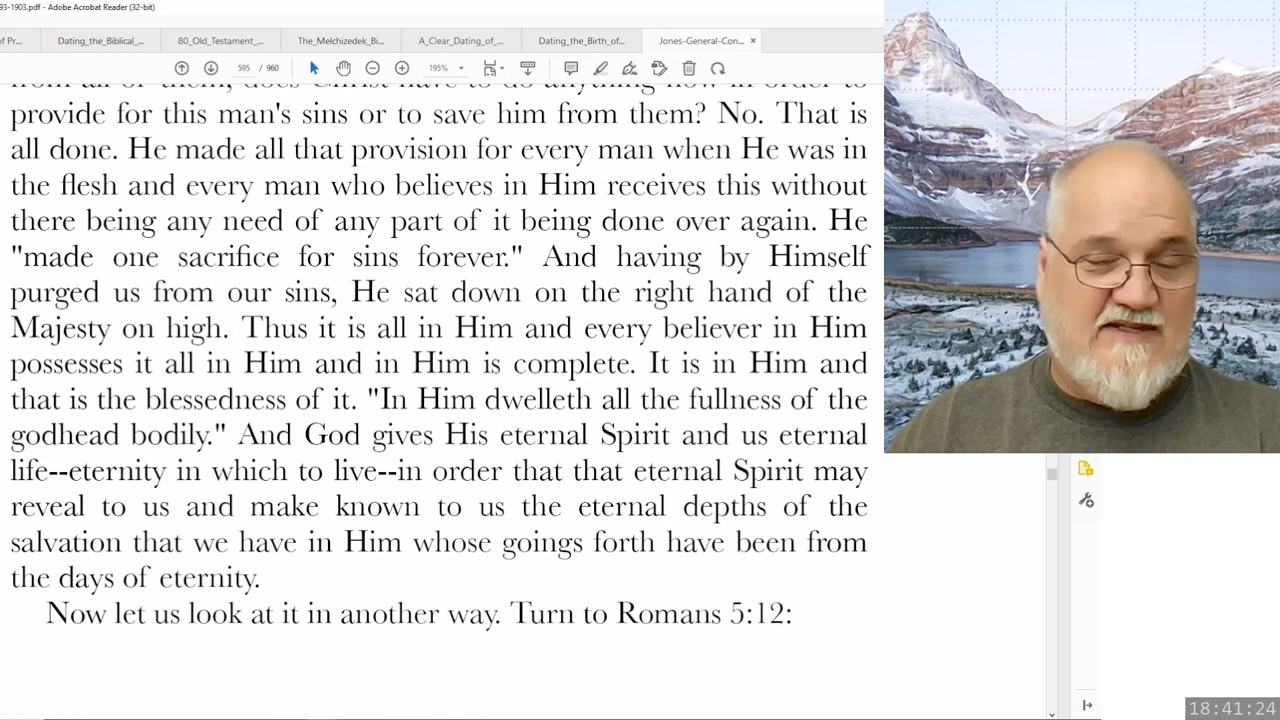 93-1903.pdf - Adobe Acrobat Reader (32-bit)
of Pr... Dating_the_Biblical_... 80_Old_Testament_... The_Melchizedek_Bi... A_Clear_Dating_of_... Dating_the_Birth_of... Jones-General-Con... ×
595 / 960 195%
provide for this man's sins or to save him from them? No. That is
all done. He made all that provision for every man when He was in
the flesh and every man who believes in Him receives this without
there being any need of any part of it being done over again. He
"made one sacrifice for sins forever." And having by Himself
purged us from our sins, He sat down on the right hand of the
Majesty on high. Thus it is all in Him and every believer in Him
possesses it all in Him and in Him is complete. It is in Him and
that is the blessedness of it. "In Him dwelleth all the fullness of the
godhead bodily." And God gives His eternal Spirit and us eternal
life--eternity in which to live--in order that that eternal Spirit may
reveal to us and make known to us the eternal depths of the
salvation that we have in Him whose goings forth have been from
the days of eternity.
Now let us look at it in another way. Turn to Romans 5:12:
18:41:24